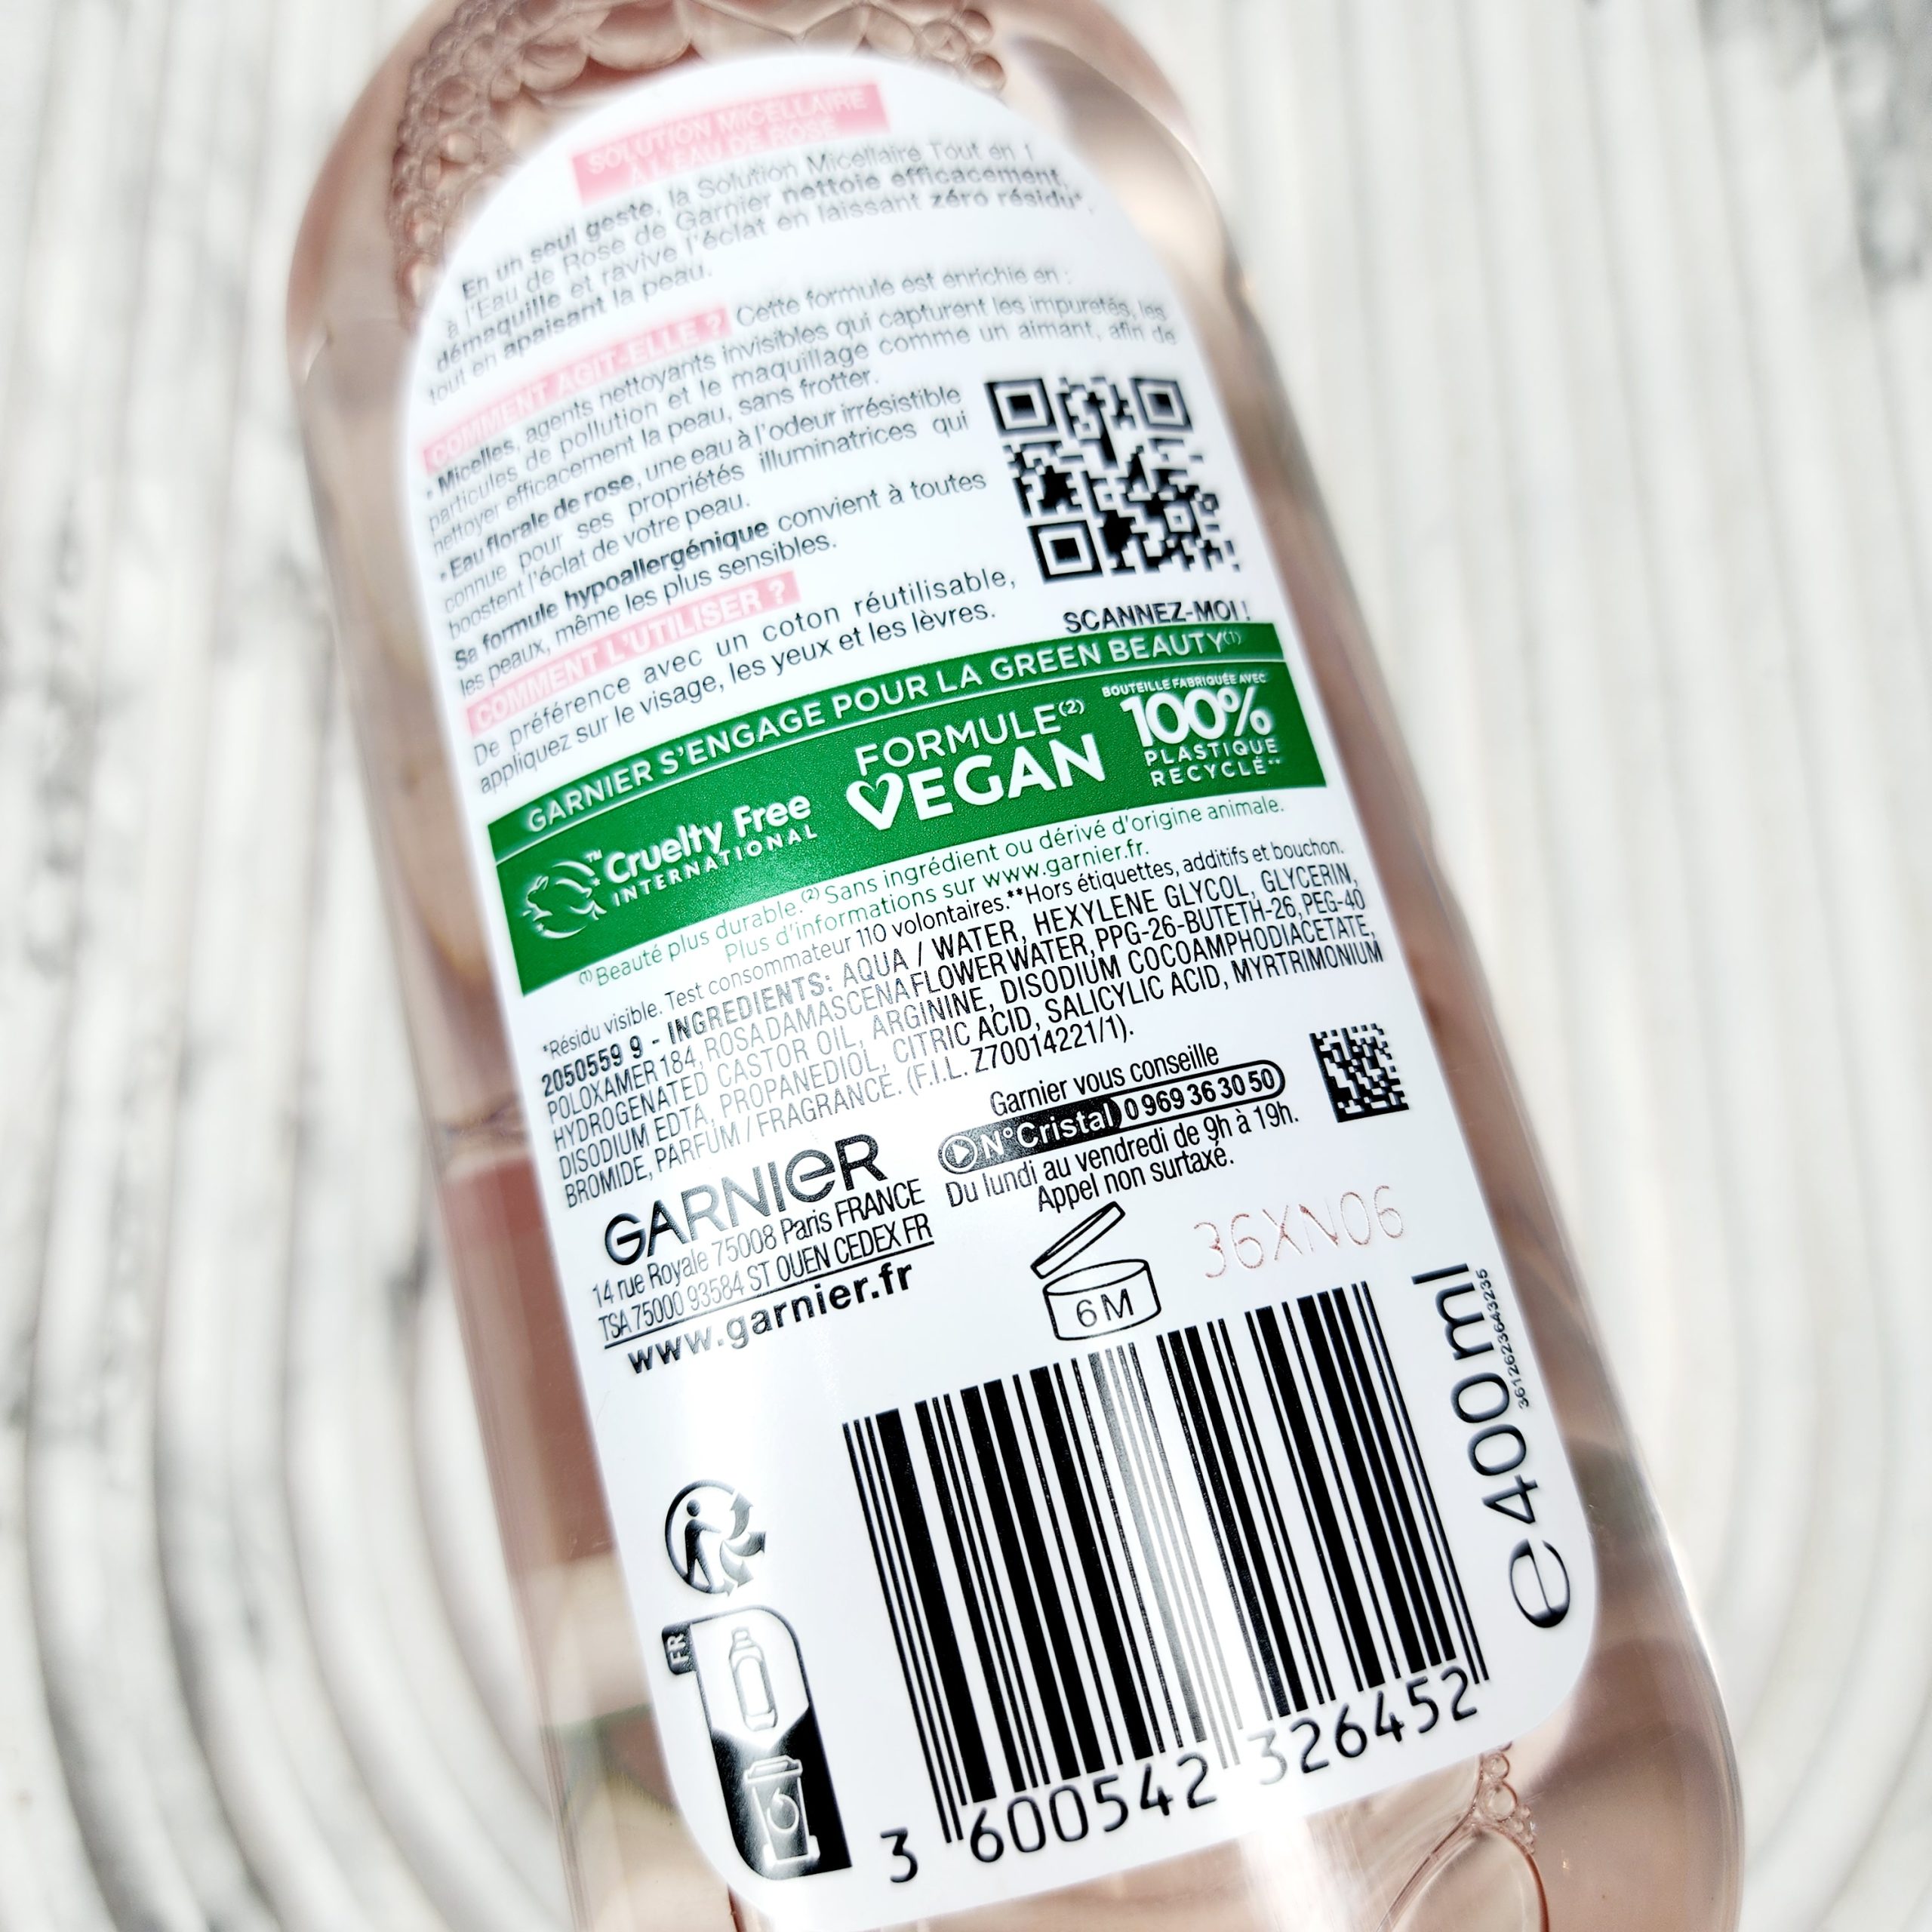 SOLUTION MICELLAIRE
À L'EAU DE ROSE
En un seul geste, la Solution Micellaire Tout en 1
à l'Eau de Rose de Garnier nettoie efficacement,
démaquille et ravive l'éclat en laissant zéro résidu*,
tout en apaisant la peau.
COMMENT AGIT-ELLE ? Cette formule est enrichie en :
• Micelles, agents nettoyants invisibles qui capturent les impuretés, les
particules de pollution et le maquillage comme un aimant, afin de
nettoyer efficacement la peau, sans frotter.
• Eau florale de rose, une eau à l'odeur irrésistible
connue pour ses propriétés illuminatrices qui
boostent l'éclat de votre peau.
Sa formule hypoallergénique convient à toutes
les peaux, même les plus sensibles.
COMMENT L'UTILISER ?
De préférence avec un coton réutilisable,
appliquez sur le visage, les yeux et les lèvres.
SCANNEZ-MOI !
GARNIER S'ENGAGE POUR LA GREEN BEAUTY(1)
Cruelty Free
INTERNATIONAL
™
FORMULE(2)
VEGAN
BOUTEILLE FABRIQUÉE AVEC
100%
PLASTIQUE
RECYCLÉ**
(1)Beauté plus durable.(2)Sans ingrédient ou dérivé d'origine animale.
Plus d'informations sur www.garnier.fr.
*Résidu visible. Test consommateur 110 volontaires.**Hors étiquettes, additifs et bouchon.
2050559 9 - INGREDIENTS: AQUA / WATER, HEXYLENE GLYCOL, GLYCERIN,
POLOXAMER 184, ROSA DAMASCENA FLOWER WATER, PPG-26-BUTETH-26, PEG-40
HYDROGENATED CASTOR OIL, ARGININE, DISODIUM COCOAMPHODIACETATE,
DISODIUM EDTA, PROPANEDIOL, CITRIC ACID, SALICYLIC ACID, MYRTRIMONIUM
BROMIDE, PARFUM / FRAGRANCE. (F.I.L. Z70014221/1).
Garnier vous conseille
N°Cristal 0 969 36 30 50
Du lundi au vendredi de 9h à 19h.
Appel non surtaxé.
GARNIER
14 rue Royale 75008 Paris FRANCE
TSA 75000 93584 ST OUEN CEDEX FR
www.garnier.fr
6M
36XN06
e 400 ml
3612623643235
FR
3 600542 326452